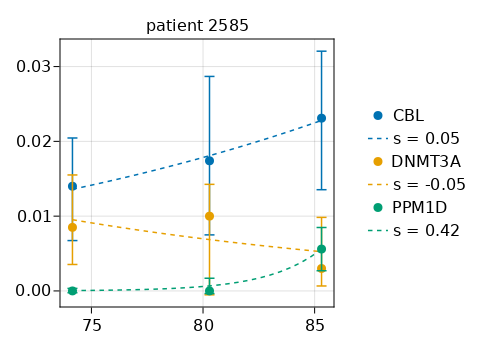 patient 2585
0.03
0.02
0.01
0.00
75
80
85
CBL
s = 0.05
DNMT3A
s = -0.05
PPM1D
s = 0.42